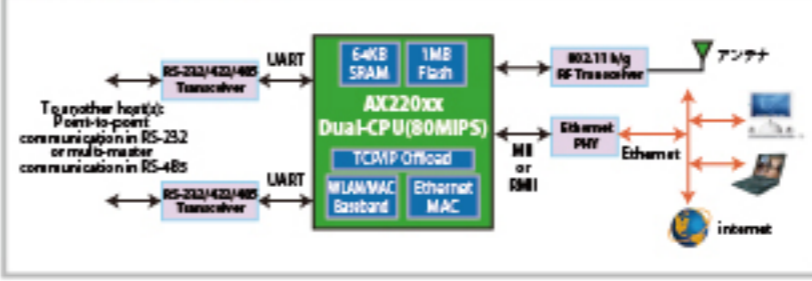 RS-232/422/485
Transceiver
UART
To another host(s):
Point-to-point
communication in RS-232
or multi-master
communication in RS-485
RS-232/422/485
Transceiver
UART
64KB
SRAM
1MB
Flash
AX220xx
Dual-CPU(80MIPS)
TCP/IP Offload
WLAN/MAC
Baseband
Ethernet
MAC
802.11 b/g
RF Transceiver
アンテナ
MII
or
RMII
Ethernet
PHY
Ethernet
internet